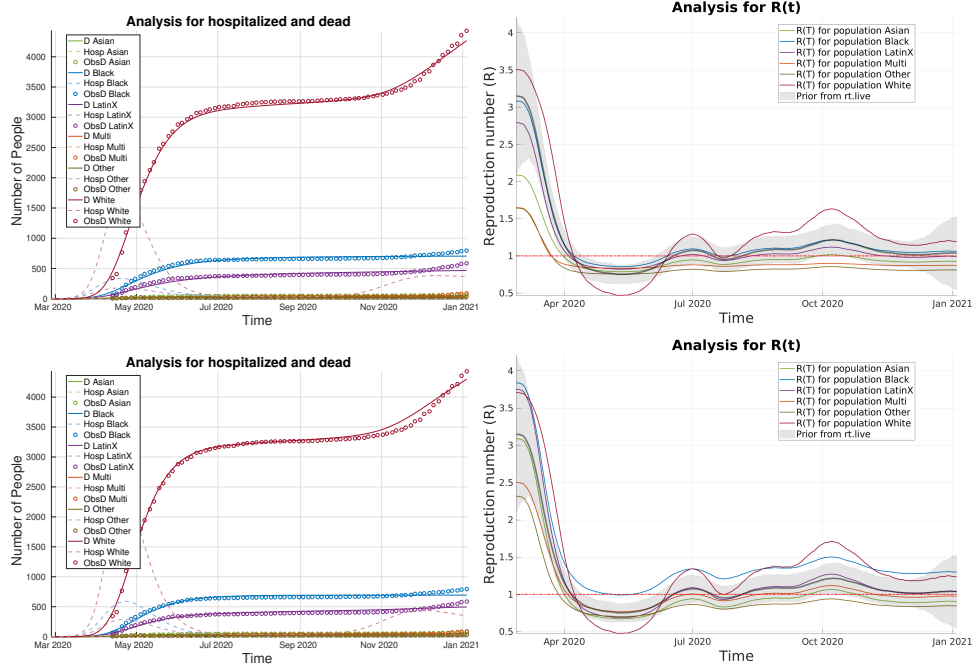 Analysis for hospitalized and dead
Number of People
4000
3500
3000
2500
2000
1500
1000
500
0
D Asian
Hosp Asian
ObsD Asian
D Black
Hosp Black
ObsD Black
D LatinX
Hosp LatinX
ObsD LatinX
D Multi
Hosp Multi
ObsD Multi
D Other
Hosp Other
ObsD Other
D White
Hosp White
ObsD White
Mar 2020 May 2020 Jul 2020 Sep 2020 Nov 2020 Jan 2021
Time
Analysis for R(t)
Reproduction number (R)
4
3.5
3
2.5
2
1.5
1
0.5
R(T) for population Asian
R(T) for population Black
R(T) for population LatinX
R(T) for population Multi
R(T) for population Other
R(T) for population White
Prior from rt.live
Apr 2020 Jul 2020 Oct 2020 Jan 2021
Time
Analysis for hospitalized and dead
Number of People
4000
3500
3000
2500
2000
1500
1000
500
0
D Asian
Hosp Asian
ObsD Asian
D Black
Hosp Black
ObsD Black
D LatinX
Hosp LatinX
ObsD LatinX
D Multi
Hosp Multi
ObsD Multi
D Other
Hosp Other
ObsD Other
D White
Hosp White
ObsD White
Mar 2020 May 2020 Jul 2020 Sep 2020 Nov 2020 Jan 2021
Time
Analysis for R(t)
Reproduction number (R)
4
3.5
3
2.5
2
1.5
1
0.5
R(T) for population Asian
R(T) for population Black
R(T) for population LatinX
R(T) for population Multi
R(T) for population Other
R(T) for population White
Prior from rt.live
Apr 2020 Jul 2020 Oct 2020 Jan 2021
Time